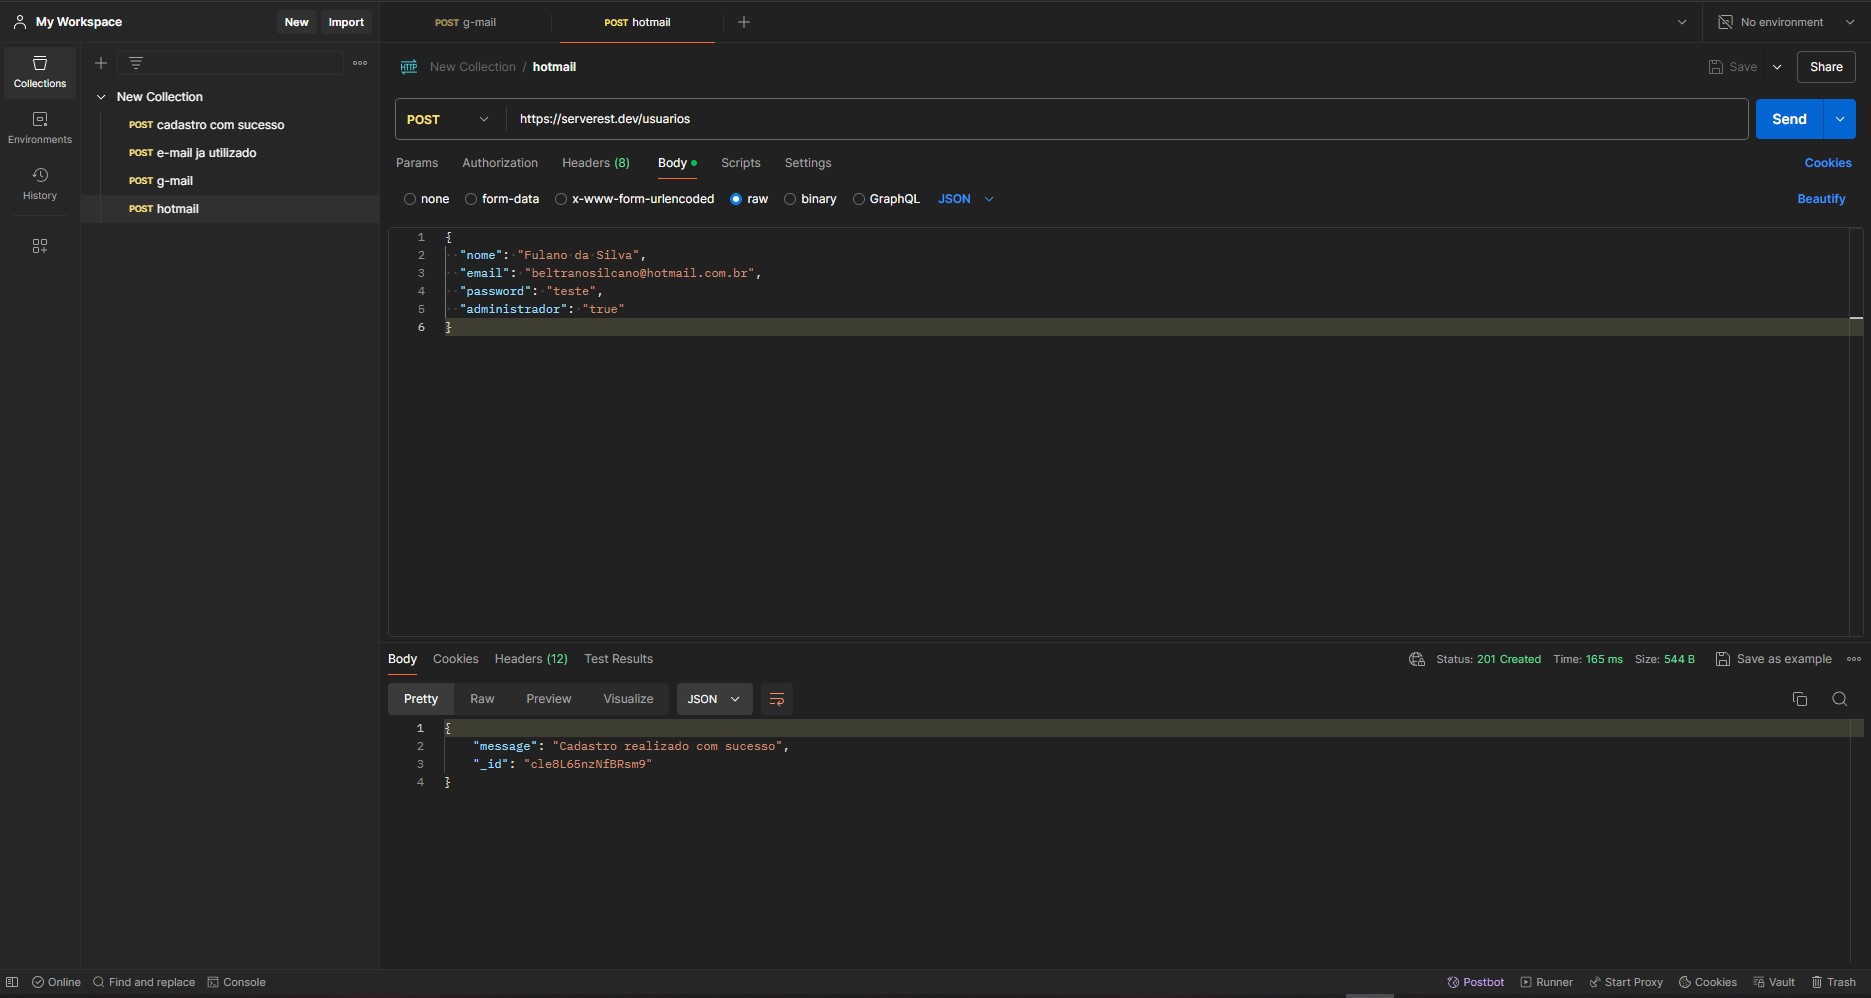 My Workspace
New
Import
POST g-mail
POST hotmail
No environment
Collections
Environments
History
New Collection
POST cadastro com sucesso
POST e-mail ja utilizado
POST g-mail
POST hotmail
HTTP
New Collection / hotmail
Save
Share
POST
https://serverest.dev/usuarios
Send
Params Authorization Headers (8) Body Scripts Settings
Cookies
none form-data x-www-form-urlencoded raw binary GraphQL JSON
Beautify
1 {
2 "nome": "Fulano da Silva",
3 "email": "beltranosilcano@hotmail.com.br",
4 "password": "teste",
5 "administrador": "true"
6 }
Body Cookies Headers (12) Test Results
Status: 201 Created Time: 165 ms Size: 544 B Save as example
Pretty Raw Preview Visualize JSON
1 {
2 "message": "Cadastro realizado com sucesso",
3 "_id": "cle8L65nzNfBRsm9"
4 }
Online Find and replace Console
Postbot Runner Start Proxy Cookies Vault Trash